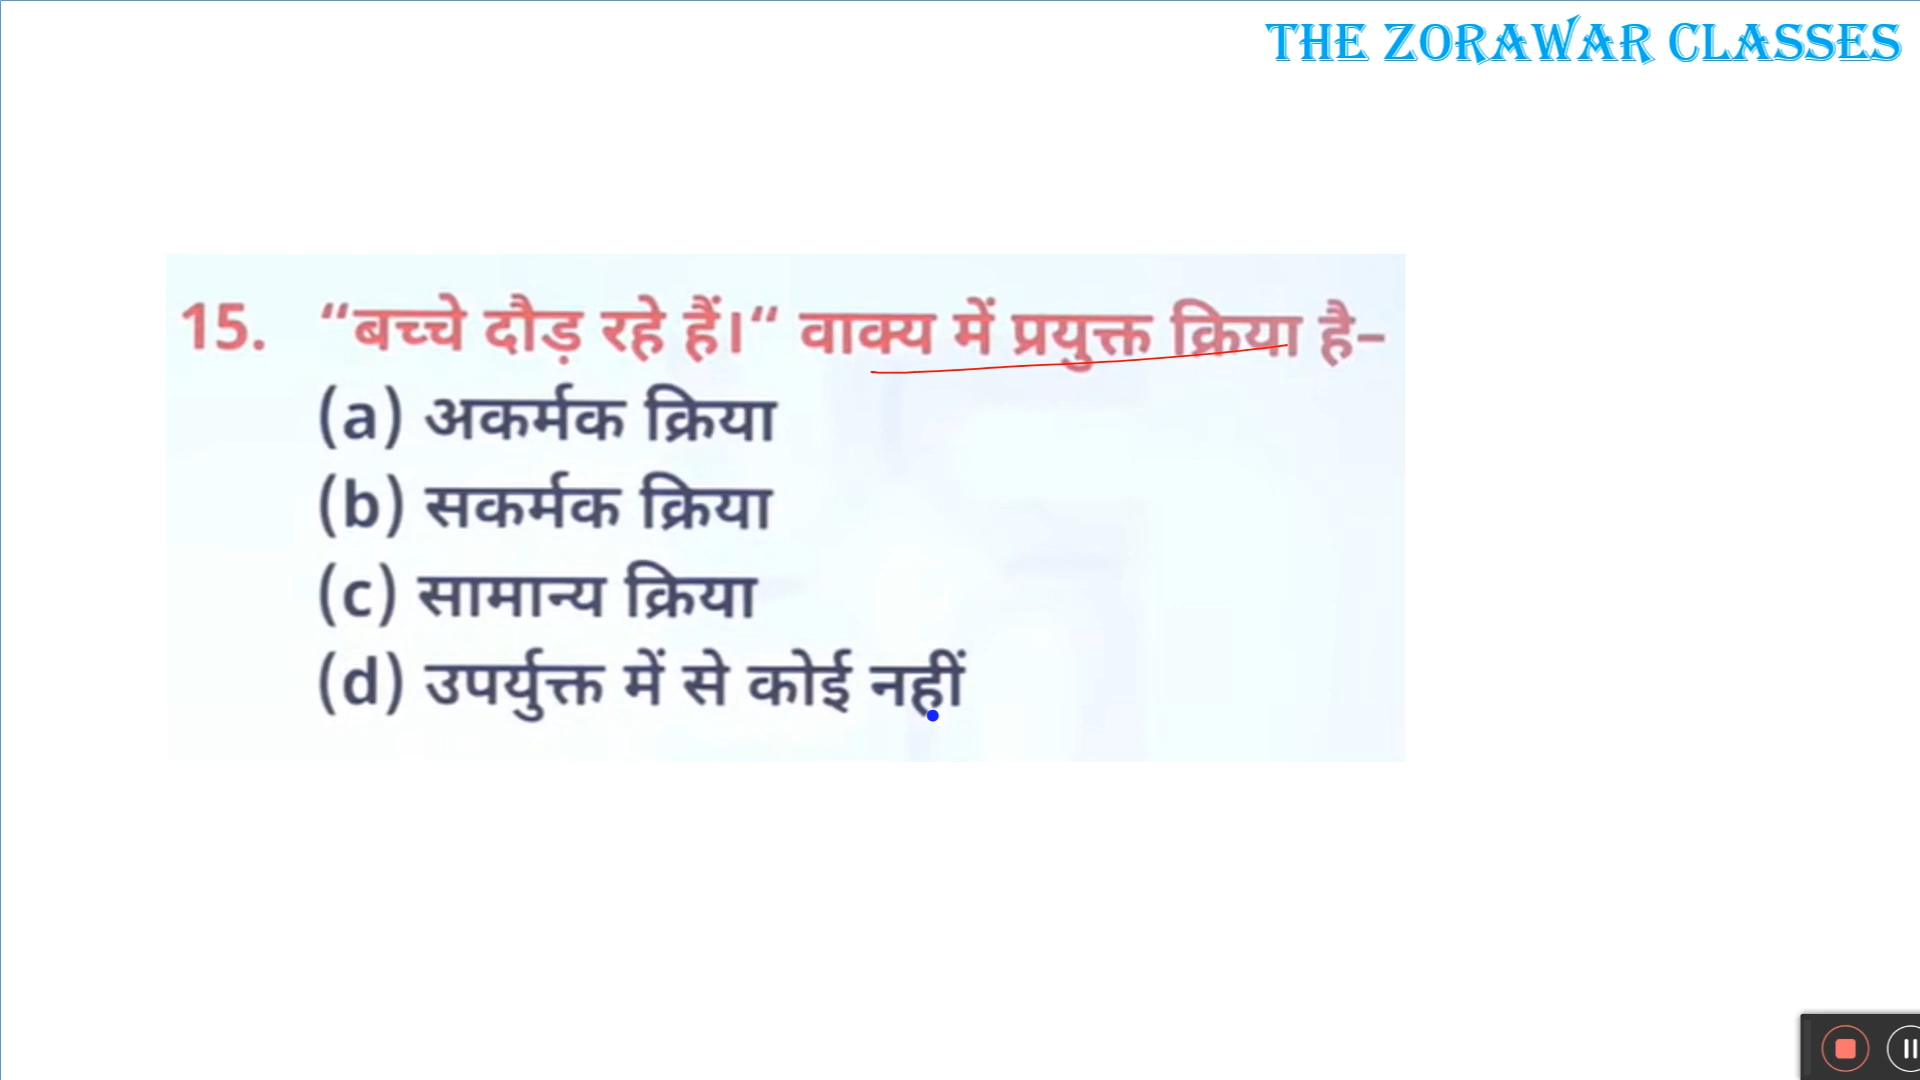 THE ZORAWAR CLASSES
15. “बच्चे दौड़ रहे हैं।“ वाक्य में प्रयुक्त क्रिया है–
(a) अकर्मक क्रिया
(b) सकर्मक क्रिया
(c) सामान्य क्रिया
(d) उपर्युक्त में से कोई नहीं